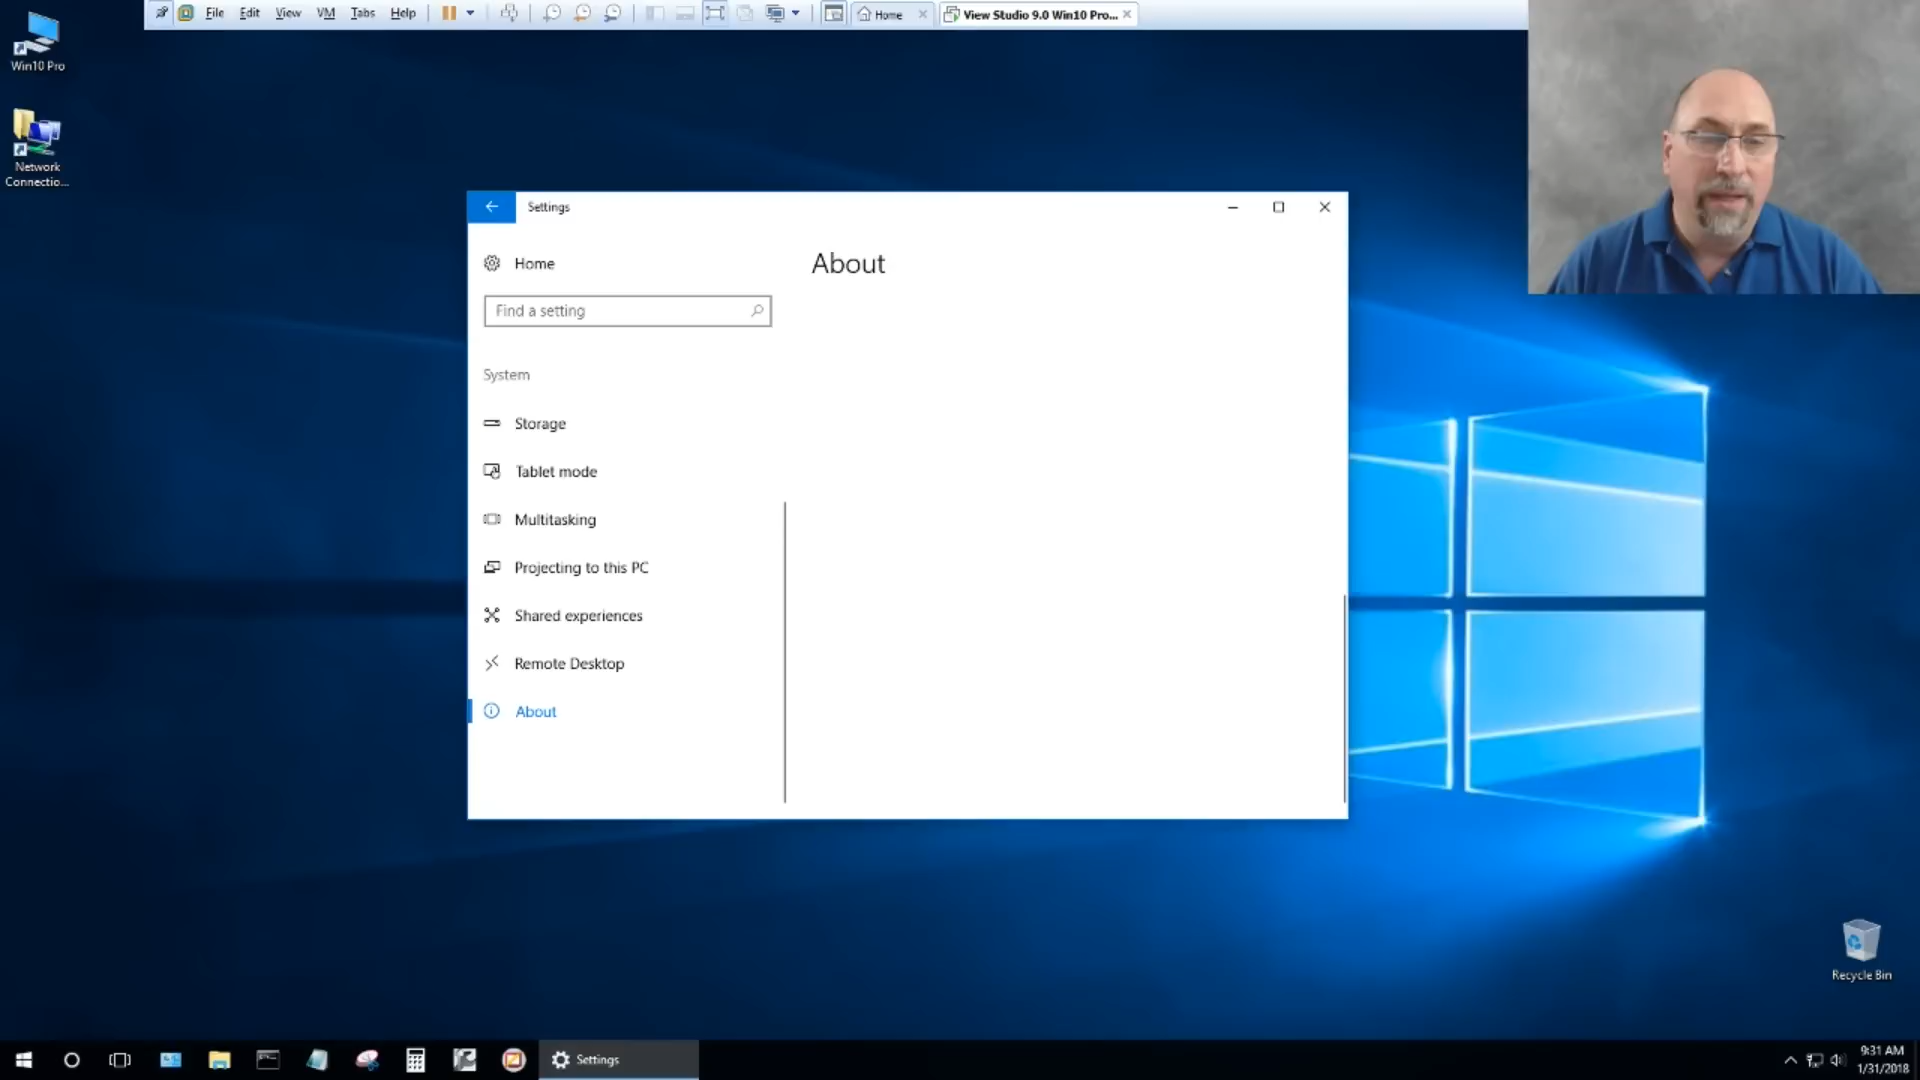 File Edit View VM Tabs Help
Home
View Studio 9.0 Win10 Pro...
Win10 Pro
Network
Connectio...
Settings
Home
About
Find a setting
System
Storage
Tablet mode
Multitasking
Projecting to this PC
Shared experiences
Remote Desktop
About
Recycle Bin
Settings
9:31 AM
1/31/2018